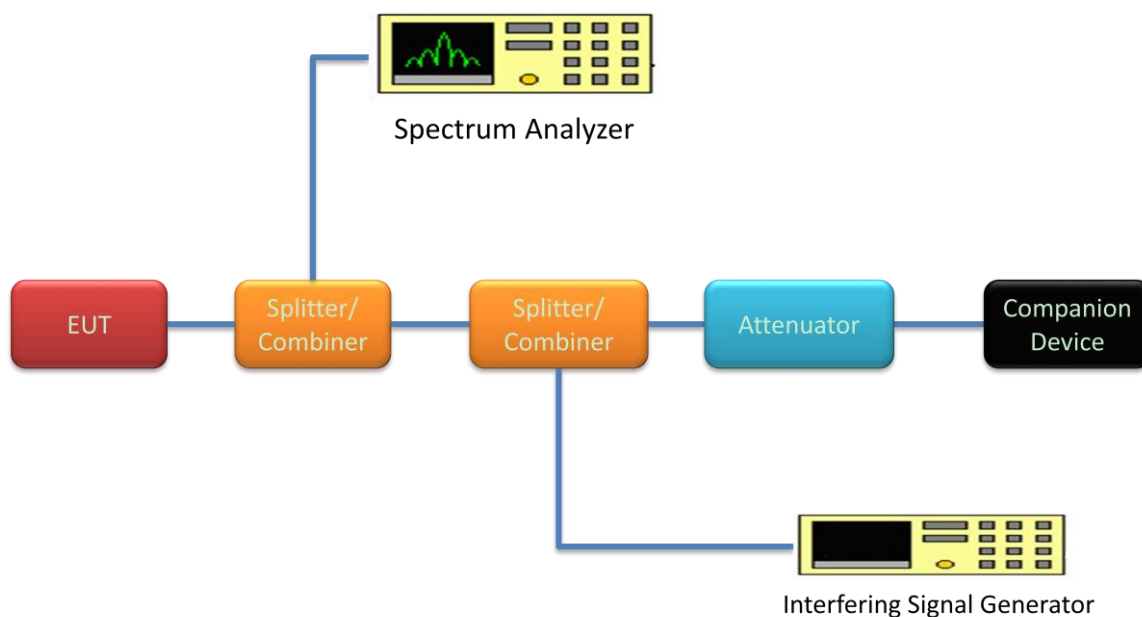 Spectrum Analyzer
EUT
Splitter/
Combiner
Splitter/
Combiner
Attenuator
Companion
Device
Interfering Signal Generator